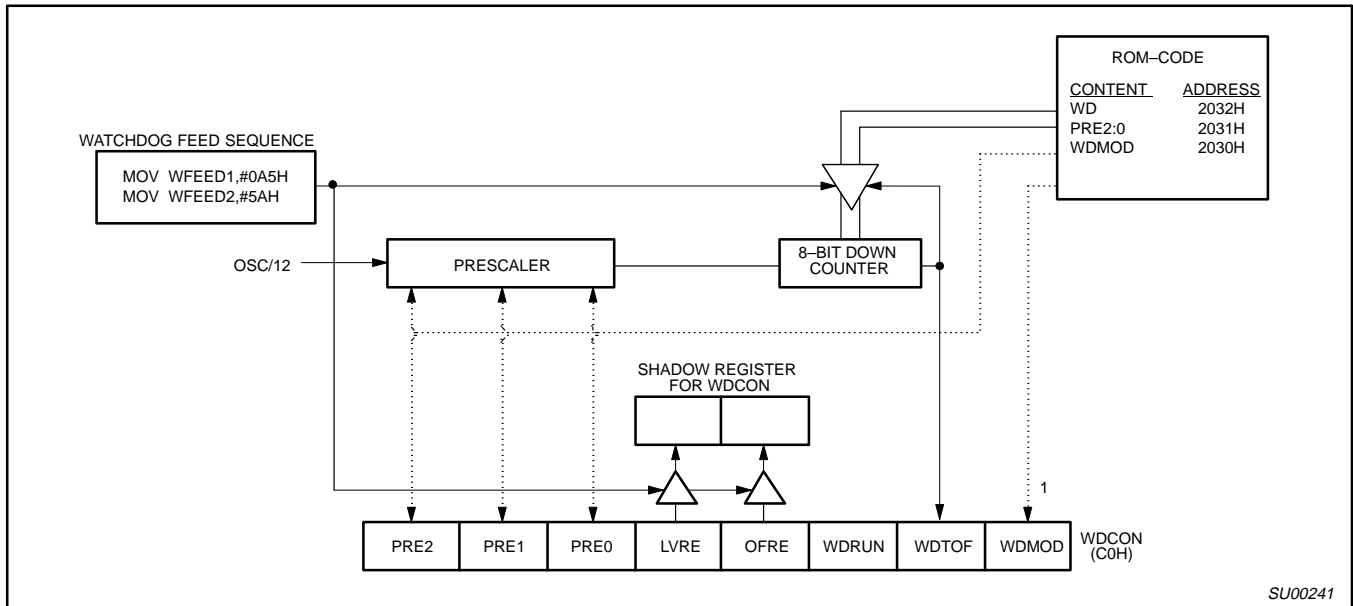 ROM–CODE
CONTENT ADDRESS
WD 2032H
PRE2:0 2031H
WDMOD 2030H
WATCHDOG FEED SEQUENCE
MOV WFEED1,#0A5H
MOV WFEED2,#5AH
OSC/12
PRESCALER
8–BIT DOWN
COUNTER
SHADOW REGISTER
FOR WDCON
1
PRE2 PRE1 PRE0 LVRE OFRE WDRUN WDTOF WDMOD
WDCON
(C0H)
SU00241